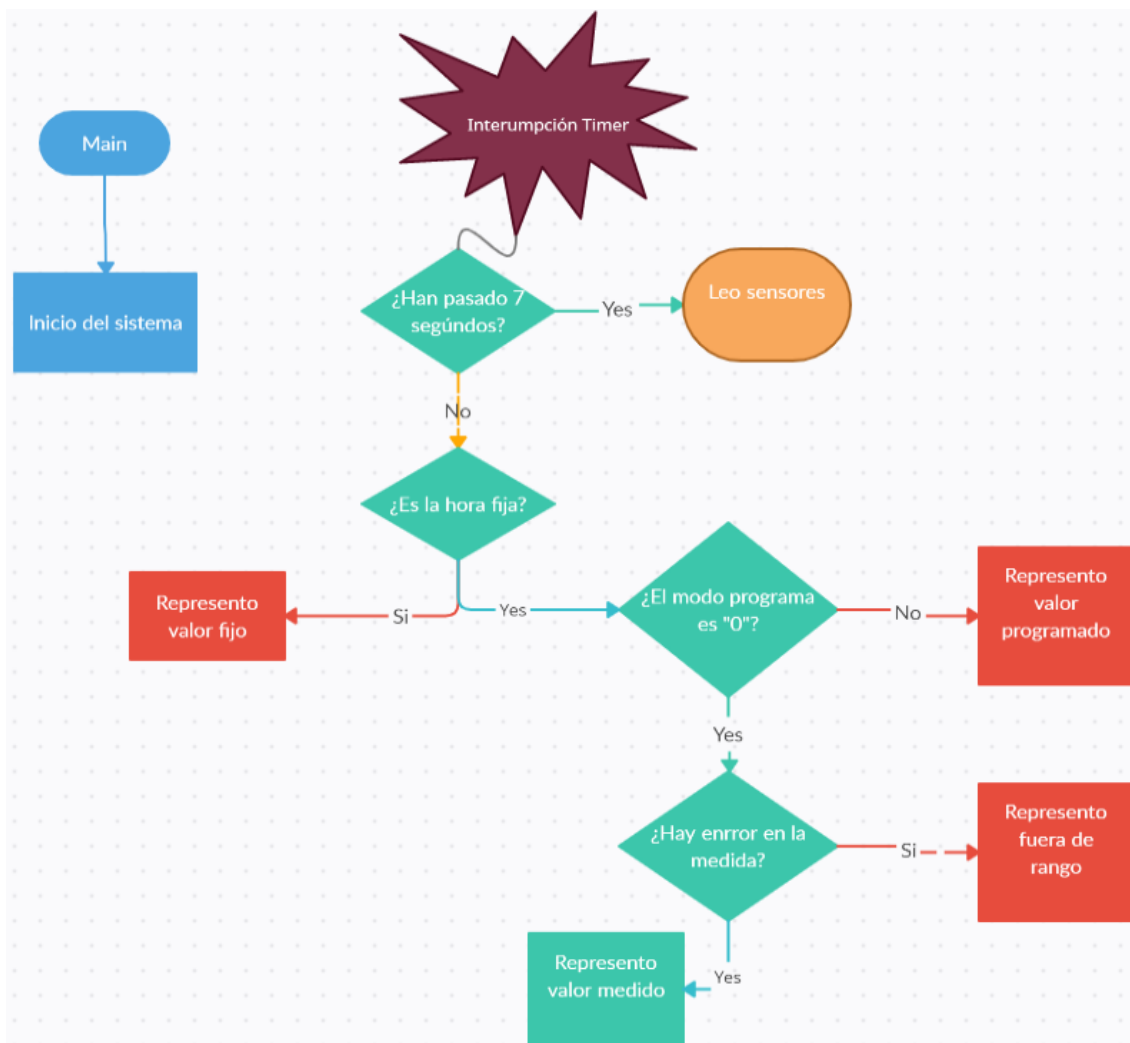 Interumpción Timer
Main
¿Han pasado 7
segúndos?
Yes
Leo sensores
Inicio del sistema
No
¿Es la hora fija?
Represento
valor fijo
Si
Yes
¿El modo programa
es "0"?
No
Represento
valor
programado
Yes
¿Hay enrror en la
medida?
Si
Represento
fuera de
rango
Represento
valor medido
Yes